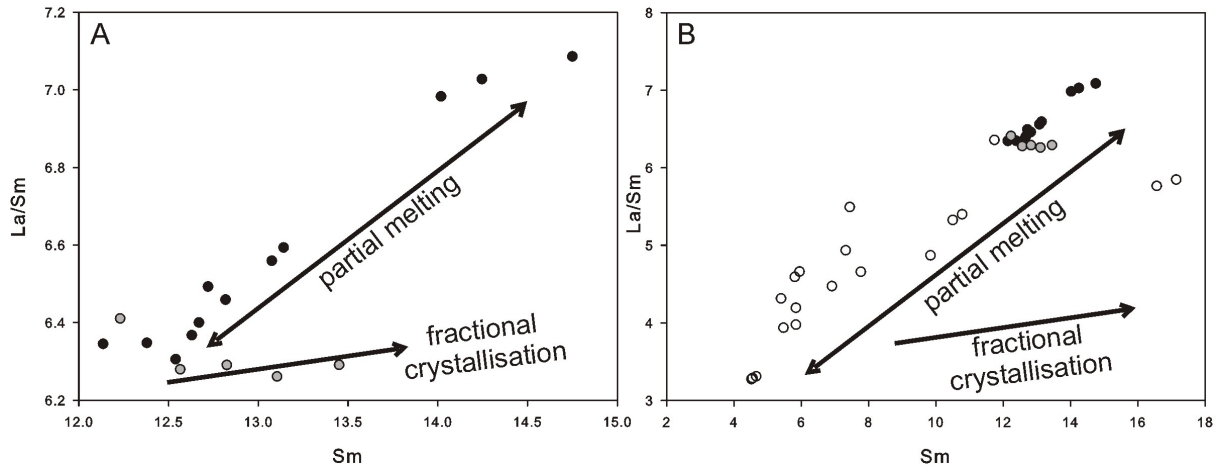 A
7.2
7.0
6.8
6.6
6.4
6.2
La/Sm
12.0
12.5
13.0
13.5
14.0
14.5
15.0
Sm
partial melting
fractional
crystallisation
B
8
7
6
5
4
3
La/Sm
2
4
6
8
10
12
14
16
18
Sm
partial melting
fractional
crystallisation